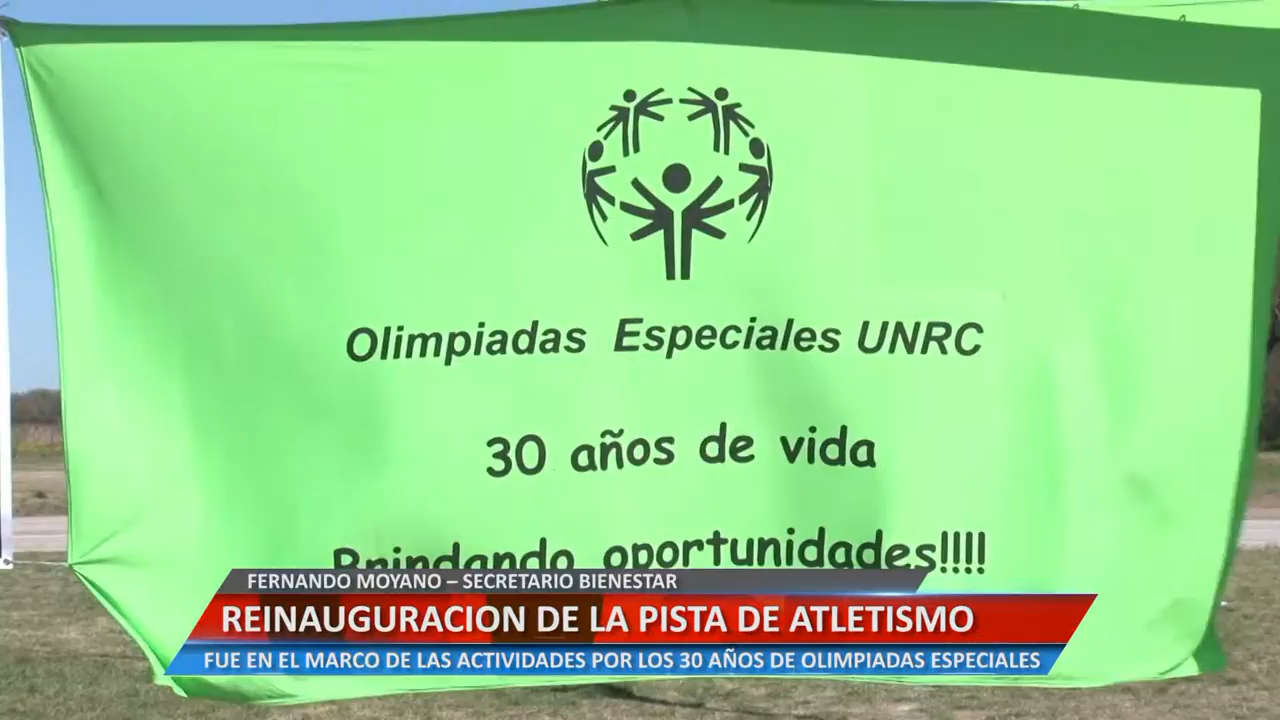 Olimpiadas Especiales UNRC
30 años de vida
Brindando oportunidades!!!!
FERNANDO MOYANO – SECRETARIO BIENESTAR
REINAUGURACION DE LA PISTA DE ATLETISMO
FUE EN EL MARCO DE LAS ACTIVIDADES POR LOS 30 AÑOS DE OLIMPIADAS ESPECIALES